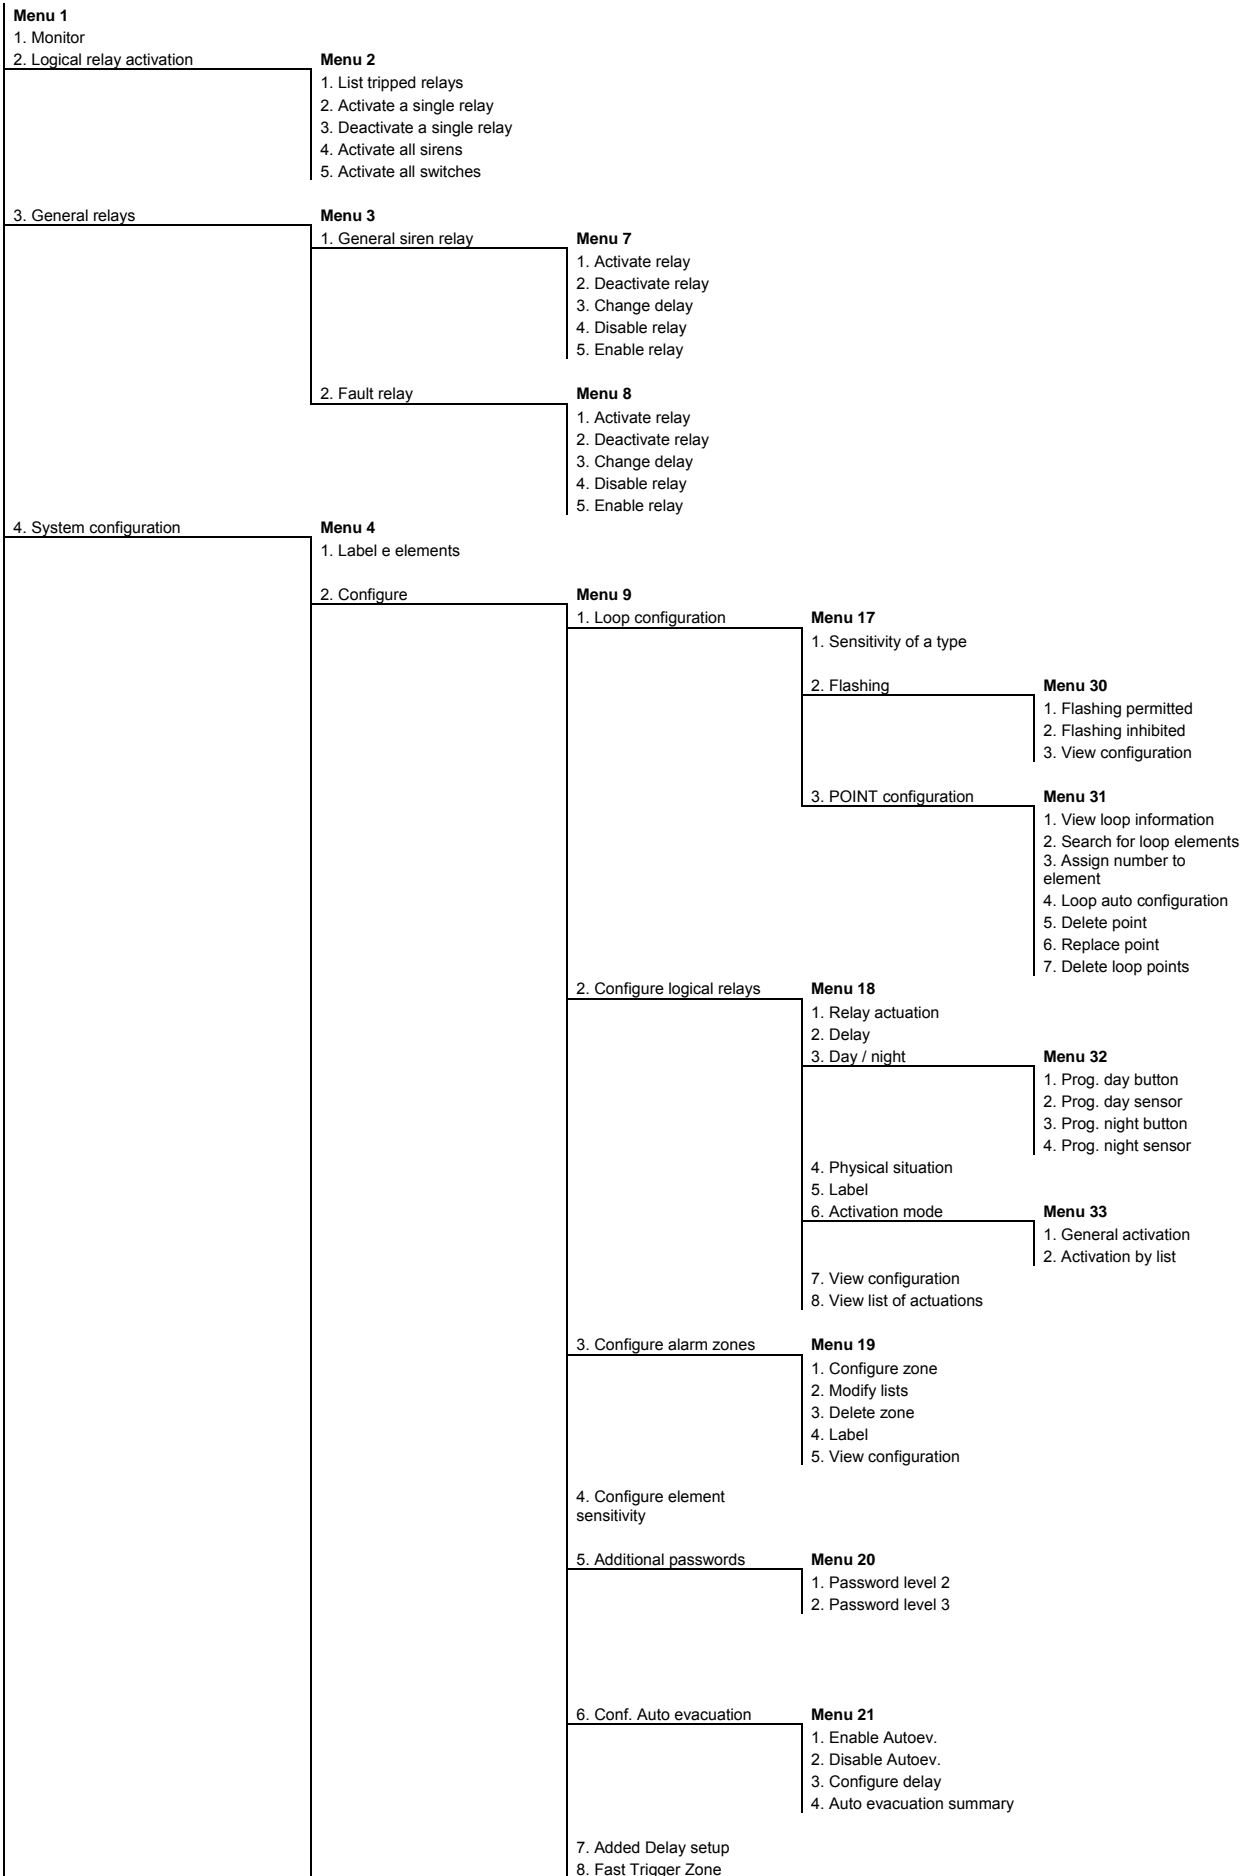 Menu 1
1. Monitor
2. Logical relay activation
Menu 2
1. List tripped relays
2. Activate a single relay
3. Deactivate a single relay
4. Activate all sirens
5. Activate all switches
3. General relays
Menu 3
1. General siren relay
Menu 7
1. Activate relay
2. Deactivate relay
3. Change delay
4. Disable relay
5. Enable relay
2. Fault relay
Menu 8
1. Activate relay
2. Deactivate relay
3. Change delay
4. Disable relay
5. Enable relay
4. System configuration
Menu 4
1. Label e elements
2. Configure
Menu 9
1. Loop configuration
Menu 17
1. Sensitivity of a type
2. Flashing
Menu 30
1. Flashing permitted
2. Flashing inhibited
3. View configuration
3. POINT configuration
Menu 31
1. View loop information
2. Search for loop elements
3. Assign number to
element
4. Loop auto configuration
5. Delete point
6. Replace point
7. Delete loop points
2. Configure logical relays
Menu 18
1. Relay actuation
2. Delay
3. Day / night
Menu 32
1. Prog. day button
2. Prog. day sensor
3. Prog. night button
4. Prog. night sensor
4. Physical situation
5. Label
6. Activation mode
Menu 33
1. General activation
2. Activation by list
7. View configuration
8. View list of actuations
3. Configure alarm zones
Menu 19
1. Configure zone
2. Modify lists
3. Delete zone
4. Label
5. View configuration
4. Configure element
sensitivity
5. Additional passwords
Menu 20
1. Password level 2
2. Password level 3
6. Conf. Auto evacuation
Menu 21
1. Enable Autoev.
2. Disable Autoev.
3. Configure delay
4. Auto evacuation summary
7. Added Delay setup
8. Fast Trigger Zone